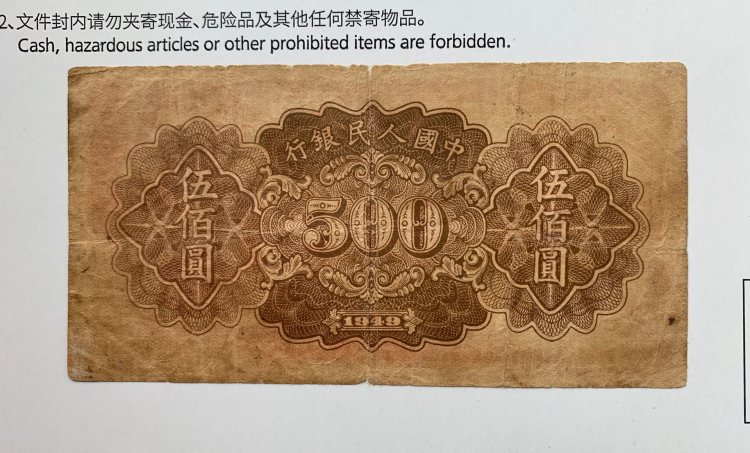 2、文件封内请勿夹寄现金、危险品及其他任何禁寄物品。
Cash, hazardous articles or other prohibited items are forbidden.
行銀民人國中
伍佰圓
500
伍佰圓
1949